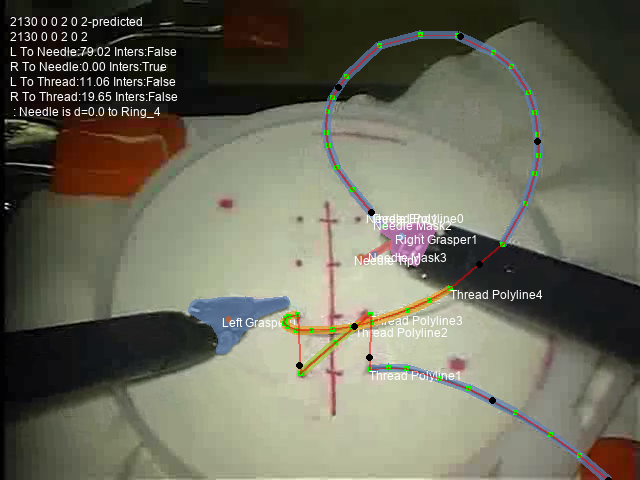 2130 0 0 2 0 2-predicted
2130 0 0 2 0 2
L To Needle:79.02 Inters:False
R To Needle:0.00 Inters:True
L To Thread:11.06 Inters:False
R To Thread:19.65 Inters:False
: Needle is d=0.0 to Ring_4
Needle Mask2
Right Grasper1
Needle Mask3
Thread Polyline4
Left Grasper
Thread Polyline3
Thread Polyline2
Thread Polyline1